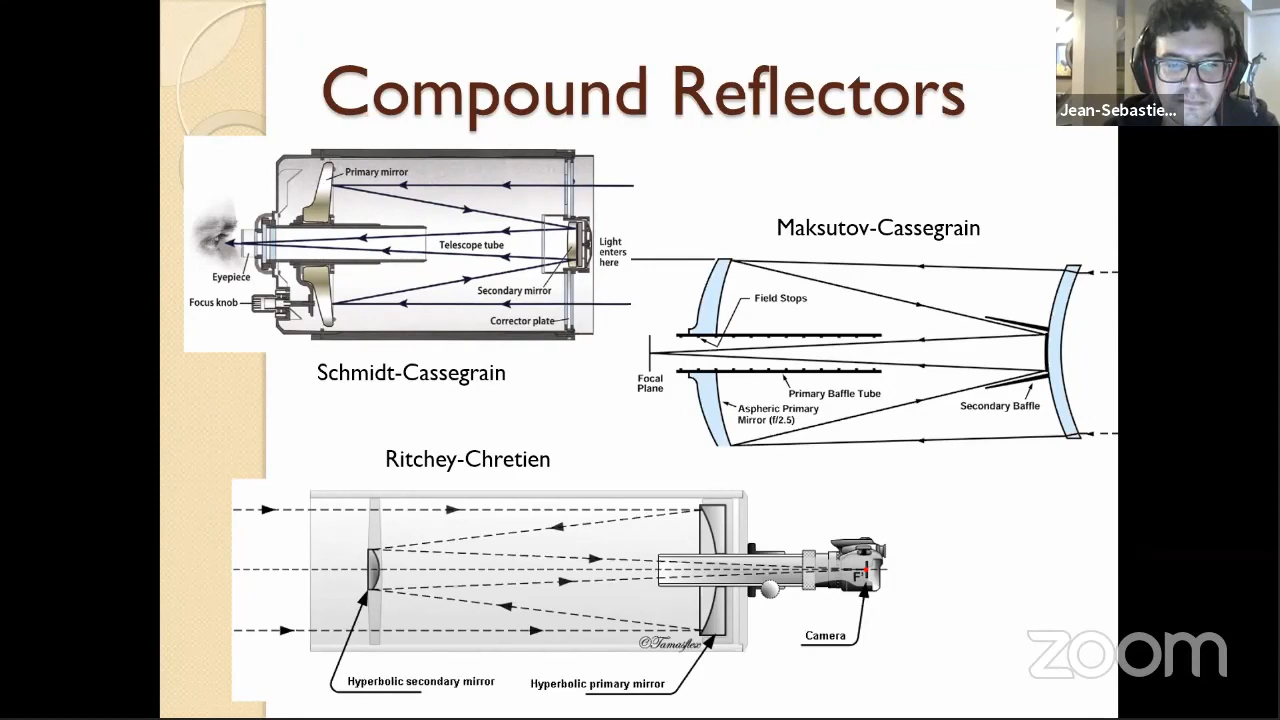 Compound Reflectors
Jean-Sebastie...
Primary mirror
Telescope tube
Light
enters
here
Eyepiece
Secondary mirror
Focus knob
Corrector plate
Schmidt-Cassegrain
Maksutov-Cassegrain
Field Stops
Focal
Plane
Primary Baffle Tube
Secondary Baffle
Aspheric Primary
Mirror (f/2.5)
Ritchey-Chretien
F'
Camera
©Tamasflex
Hyperbolic secondary mirror
Hyperbolic primary mirror
zoom